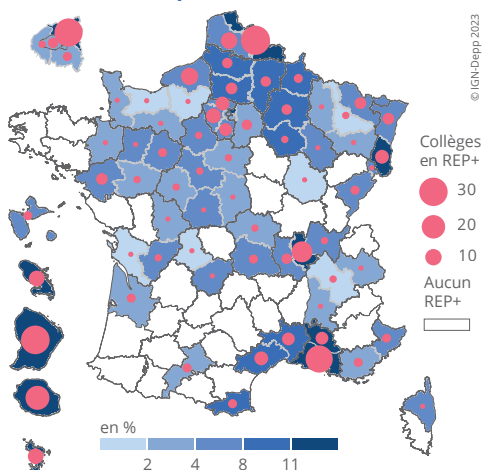 © IGN-Depp 2023
Collèges
en REP+
30
20
10
Aucun
REP+
en %
2 4 8 11